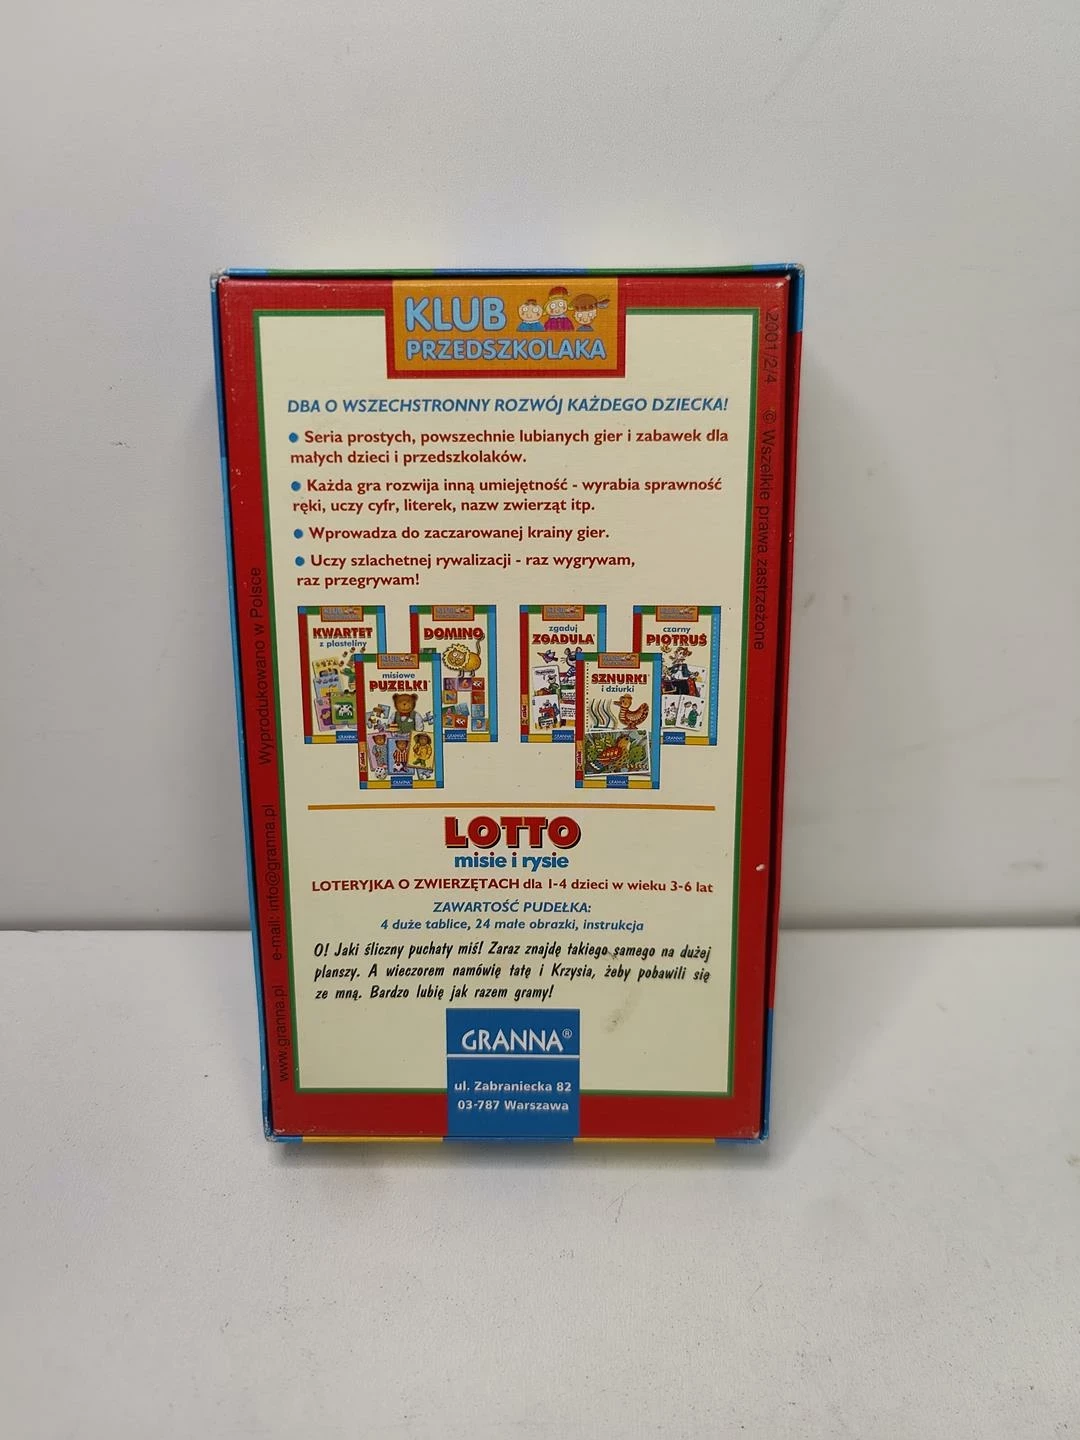 KLUB
PRZEDSZKOLAKA
DBA O WSZECHSTRONNY ROZWÓJ KAŻDEGO DZIECKA!
● Seria prostych, powszechnie lubianych gier i zabawek dla
małych dzieci i przedszkolaków.
● Każda gra rozwija inną umiejętność - wyrabia sprawność
ręki, uczy cyfr, literek, nazw zwierząt itp.
● Wprowadza do zaczarowanej krainy gier.
● Uczy szlachetnej rywalizacji - raz wygrywam,
raz przegrywam!
KWARTET
z plasteliny
DOMINO
misiowe
PUZELKI
zgaduj
ZGADULA
SZNURKI
i dziurki
czarny
PIOTRUŚ
GRANNA
GRANNA
GRANNA
GRANNA
GRANNA
GRANNA
LOTTO
misie i rysie
LOTERYJKA O ZWIERZĘTACH dla 1-4 dzieci w wieku 3-6 lat
ZAWARTOŚĆ PUDEŁKA:
4 duże tablice, 24 małe obrazki, instrukcja
O! Jaki śliczny puchaty miś! Zaraz znajdę takiego samego na dużej
planszy. A wieczorem namówię tatę i Krzysia, żeby pobawili się
ze mną. Bardzo lubię jak razem gramy!
GRANNA®
ul. Zabraniecka 82
03-787 Warszawa
www.granna.pl e-mail: info@granna.pl Wyprodukowano w Polsce
2001/2/4 © Wszelkie prawa zastrzeżone